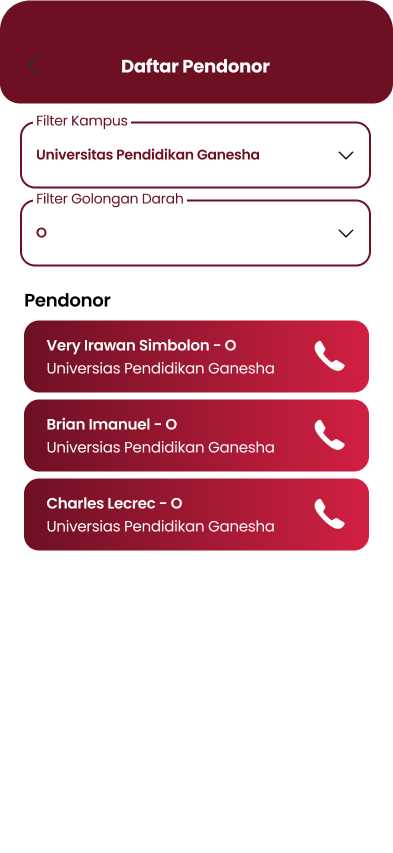 Daftar Pendonor
Filter Kampus
Universitas Pendidikan Ganesha
Filter Golongan Darah
O
Pendonor
Very Irawan Simbolon - O
Universias Pendidikan Ganesha
Brian Imanuel - O
Universias Pendidikan Ganesha
Charles Lecrec - O
Universias Pendidikan Ganesha